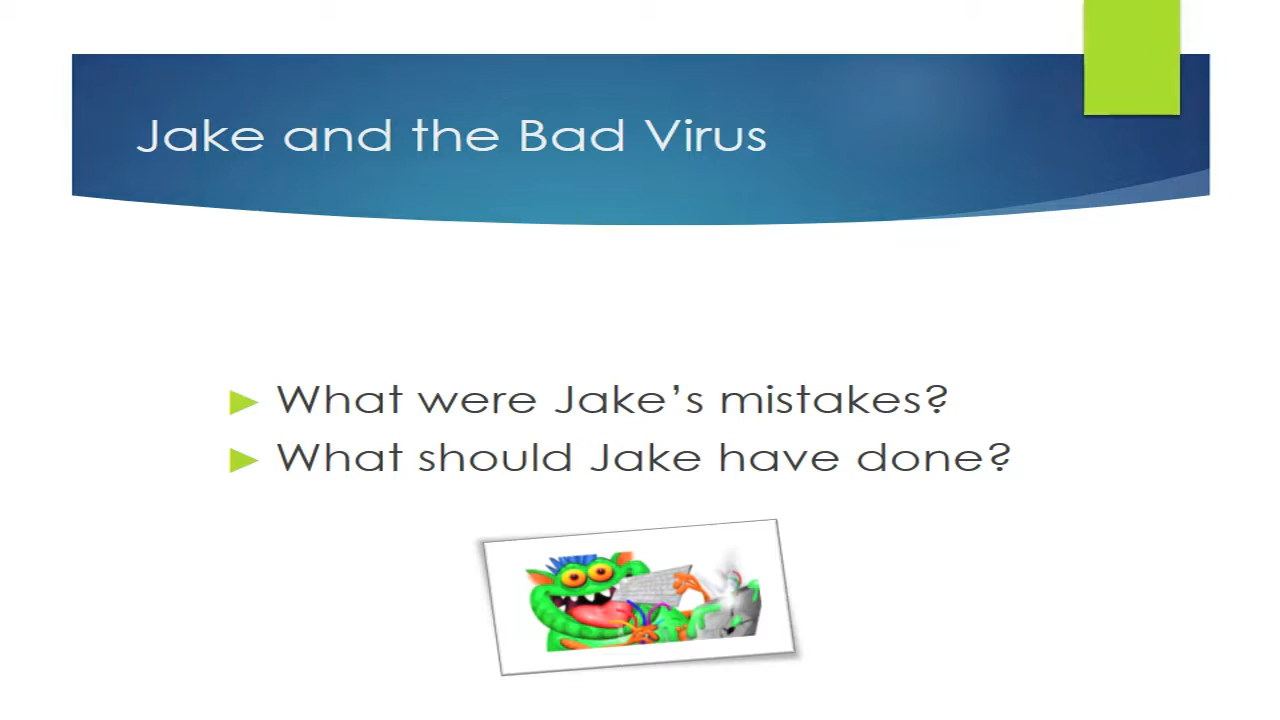 Jake and the Bad Virus
What were Jake’s mistakes?
What should Jake have done?